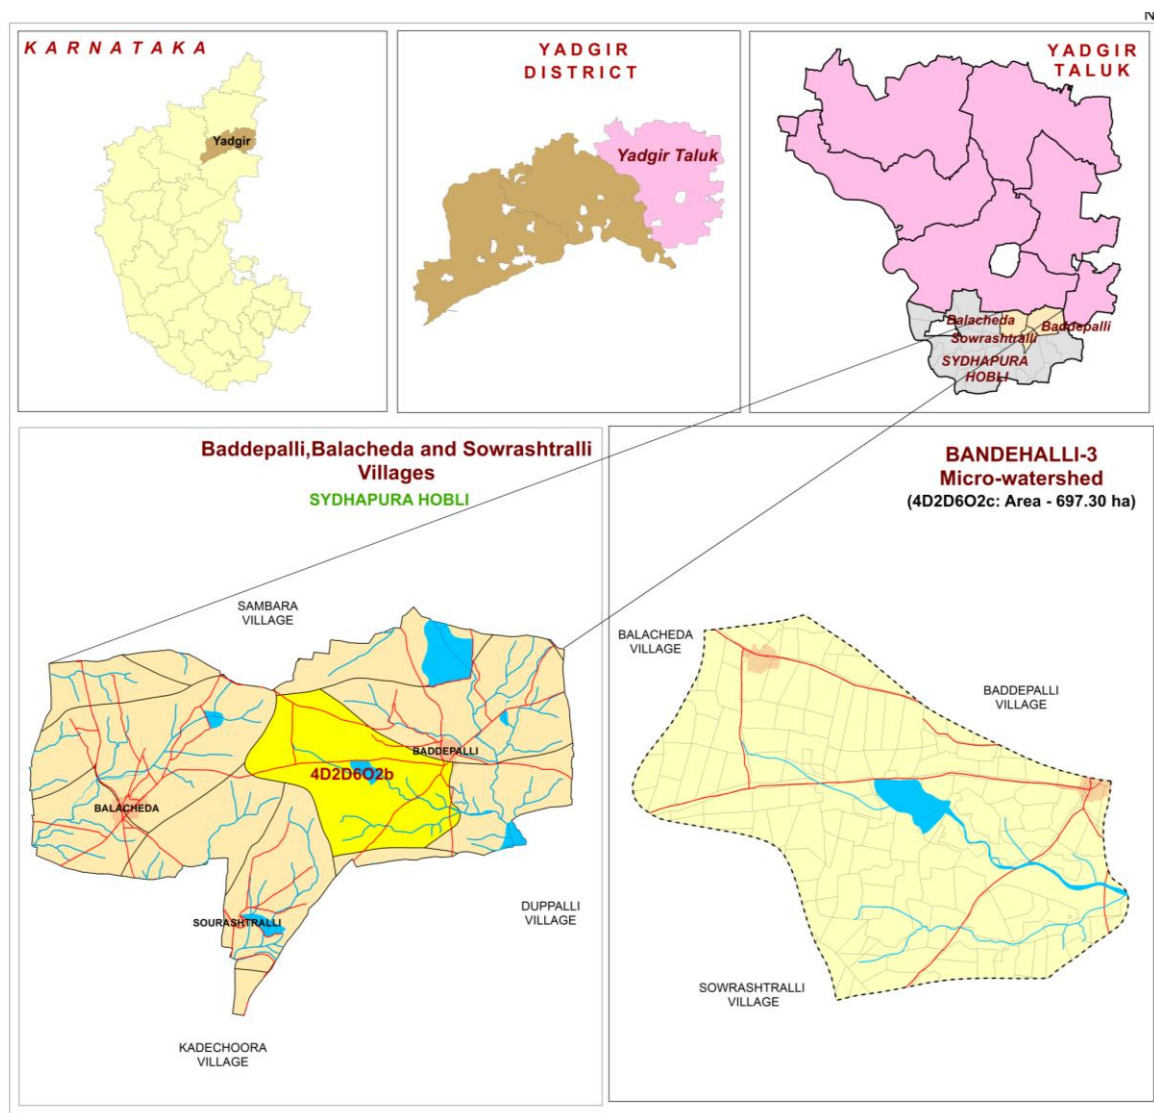 N
K A R N A T A K A
Yadgir
YADGIR
DISTRICT
Yadgir Taluk
YADGIR
TALUK
Balacheda
Baddepalli
Sowrashtralli
SYDHAPURA
HOBLI
Baddepalli,Balacheda and Sowrashtralli
Villages
SYDHAPURA HOBLI
SAMBARA
VILLAGE
BADDEPALLI
4D2D6O2b
BALACHEDA
SOURASHTRALLI
DUPPALLI
VILLAGE
KADECHOORA
VILLAGE
BANDEHALLI-3
Micro-watershed
(4D2D6O2c: Area - 697.30 ha)
BALACHEDA
VILLAGE
BADDEPALLI
VILLAGE
SOWRASHTRALLI
VILLAGE